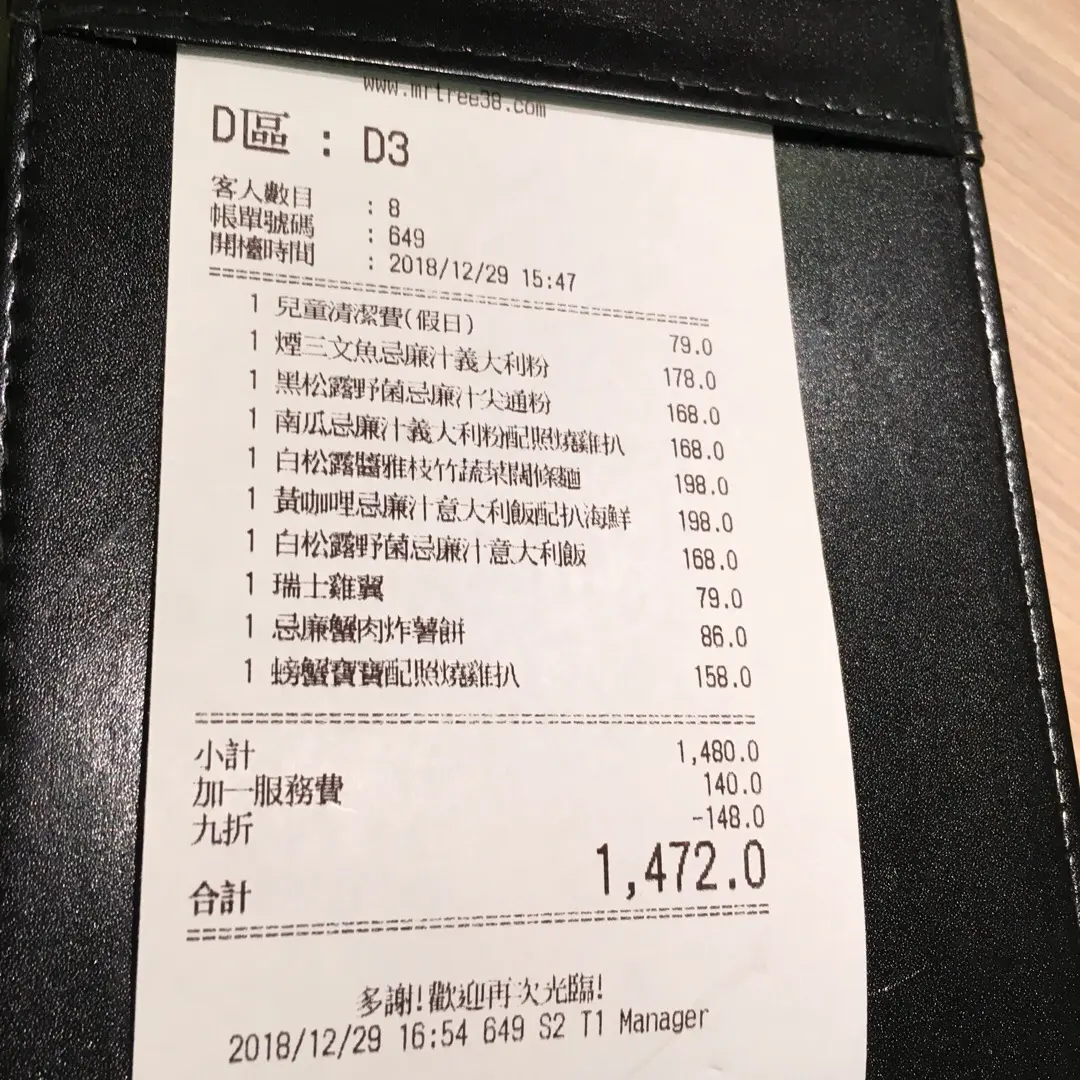 www.mrtree38.com
D區 : D3
客人數目 : 8
帳單號碼 : 649
開檯時間 : 2018/12/29 15:47
1 兒童清潔費(假日) 79.0
1 煙三文魚忌廉汁義大利粉 178.0
1 黑松露野菌忌廉汁尖通粉 168.0
1 南瓜忌廉汁義大利粉配照燒雞扒 168.0
1 白松露醬雜枝竹蔬菜闊條麵 198.0
1 黃咖哩忌廉汁意大利飯配扒海鮮 198.0
1 白松露野菌忌廉汁意大利飯 168.0
1 瑞士雞翼 79.0
1 忌廉蟹肉炸薯餅 86.0
1 螃蟹寶寶配照燒雞扒 158.0
小計 1,480.0
加一服務費 140.0
九折 -148.0
合計 1,472.0
多謝!歡迎再次光臨!
2018/12/29 16:54 649 S2 T1 Manager